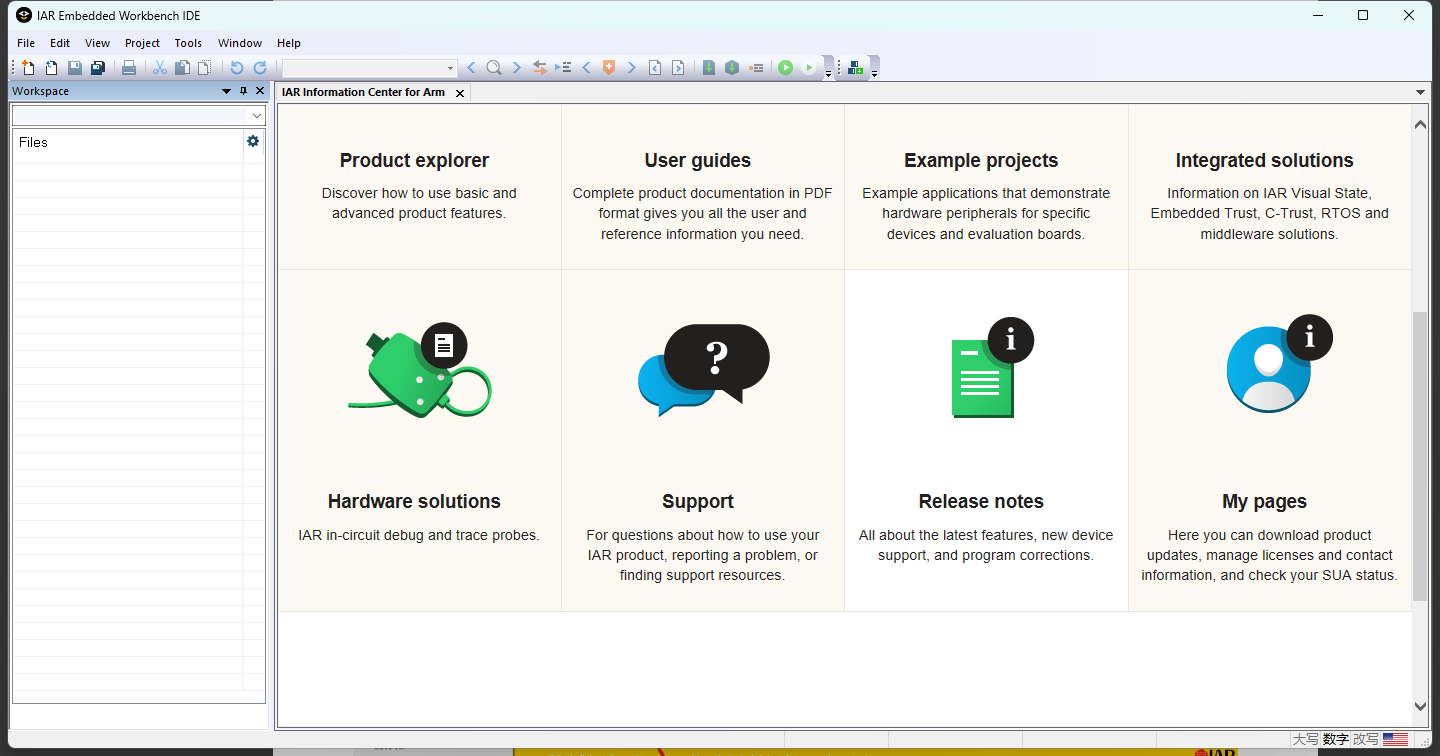 IAR Embedded Workbench IDE
File Edit View Project Tools Window Help
Workspace
IAR Information Center for Arm
Files
Product explorer
Discover how to use basic and
advanced product features.
User guides
Complete product documentation in PDF
format gives you all the user and
reference information you need.
Example projects
Example applications that demonstrate
hardware peripherals for specific
devices and evaluation boards.
Integrated solutions
Information on IAR Visual State,
Embedded Trust, C-Trust, RTOS and
middleware solutions.
?
i
i
Hardware solutions
IAR in-circuit debug and trace probes.
Support
For questions about how to use your
IAR product, reporting a problem, or
finding support resources.
Release notes
All about the latest features, new device
support, and program corrections.
My pages
Here you can download product
updates, manage licenses and contact
information, and check your SUA status.
大写 数字 改写
IAR